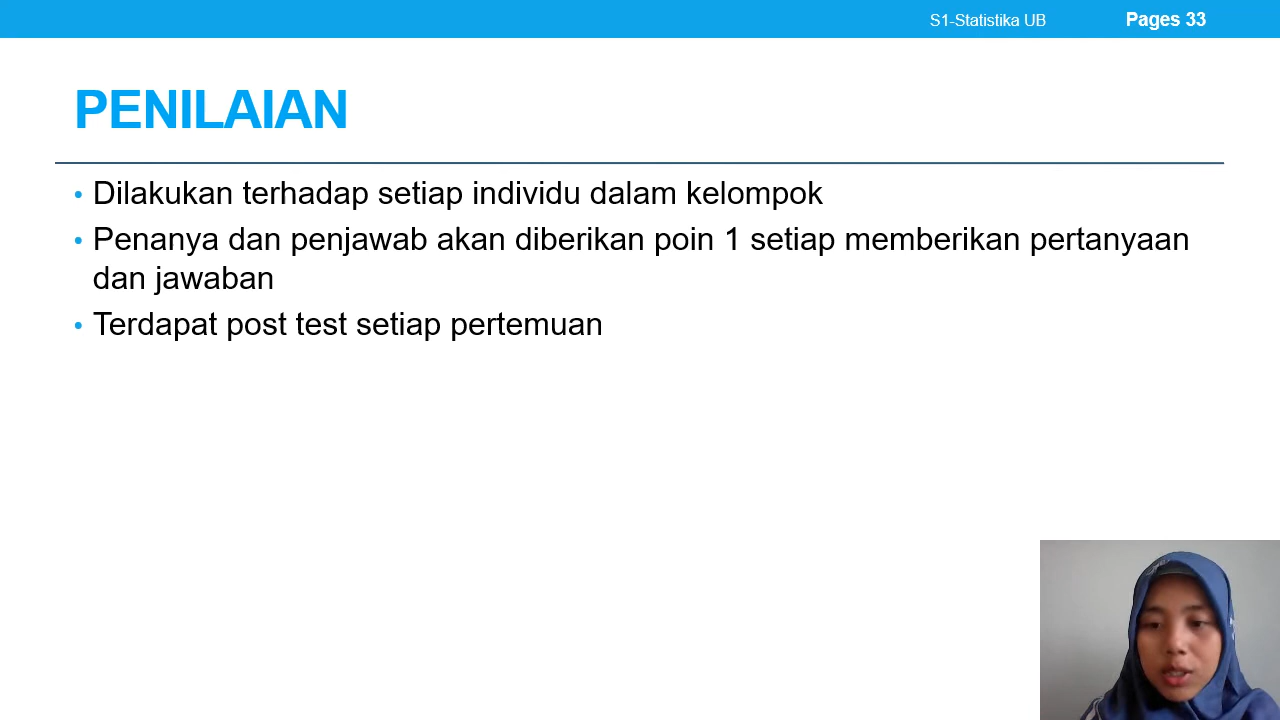 S1-Statistika UB
Pages 33
PENILAIAN
• Dilakukan terhadap setiap individu dalam kelompok
• Penanya dan penjawab akan diberikan poin 1 setiap memberikan pertanyaan
dan jawaban
• Terdapat post test setiap pertemuan